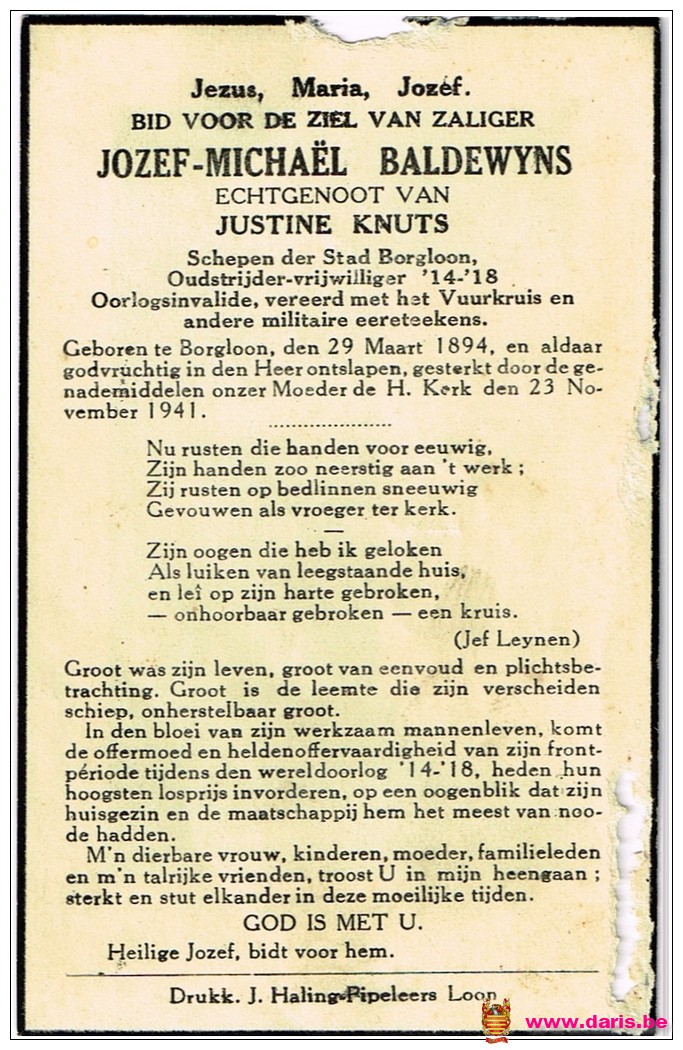 Jezus, Maria, Jozef.
BID VOOR DE ZIEL VAN ZALIGER
JOZEF-MICHAËL BALDEWYNS
ECHTGENOOT VAN
JUSTINE KNUTS
Schepen der Stad Borgloon,
Oudstrijder-vrijwilliger '14-'18
Oorlogsinvalide, vereerd met het Vuurkruis en
andere militaire eereteekens.
Geboren te Borgloon, den 29 Maart 1894, en aldaar
godvruchtig in den Heer ontslapen, gesterkt door de ge-
nademiddelen onzer Moeder de H. Kerk den 23 No-
vember 1941.
Nu rusten die handen voor eeuwig,
Zijn handen zoo neerstig aan 't werk ;
Zij rusten op bedlinnen sneeuwig
Gevouwen als vroeger ter kerk.
—
Zijn oogen die heb ik geloken
Als luiken van leegstaande huis,
en leî op zijn harte gebroken,
— onhoorbaar gebroken — een kruis.
(Jef Leynen)
Groot was zijn leven, groot van eenvoud en plichtsbe-
trachting. Groot is de leemte die zijn verscheiden
schiep, onherstelbaar groot.
In den bloei van zijn werkzaam mannenleven, komt
de offermoed en heldenoffervaardigheid van zijn front-
période tijdens den wereldoorlog '14-'18, heden hun
hoogsten losprijs invorderen, op een oogenblik dat zijn
huisgezin en de maatschappij hem het meest van noo-
de hadden.
M'n dierbare vrouw, kinderen, moeder, familieleden
en m'n talrijke vrienden, troost U in mijn heengaan ;
sterkt en stut elkander in deze moeilijke tijden.
GOD IS MET U.
Heilige Jozef, bidt voor hem.
Drukk. J. Haling-Pipeleers Loon
www.daris.be